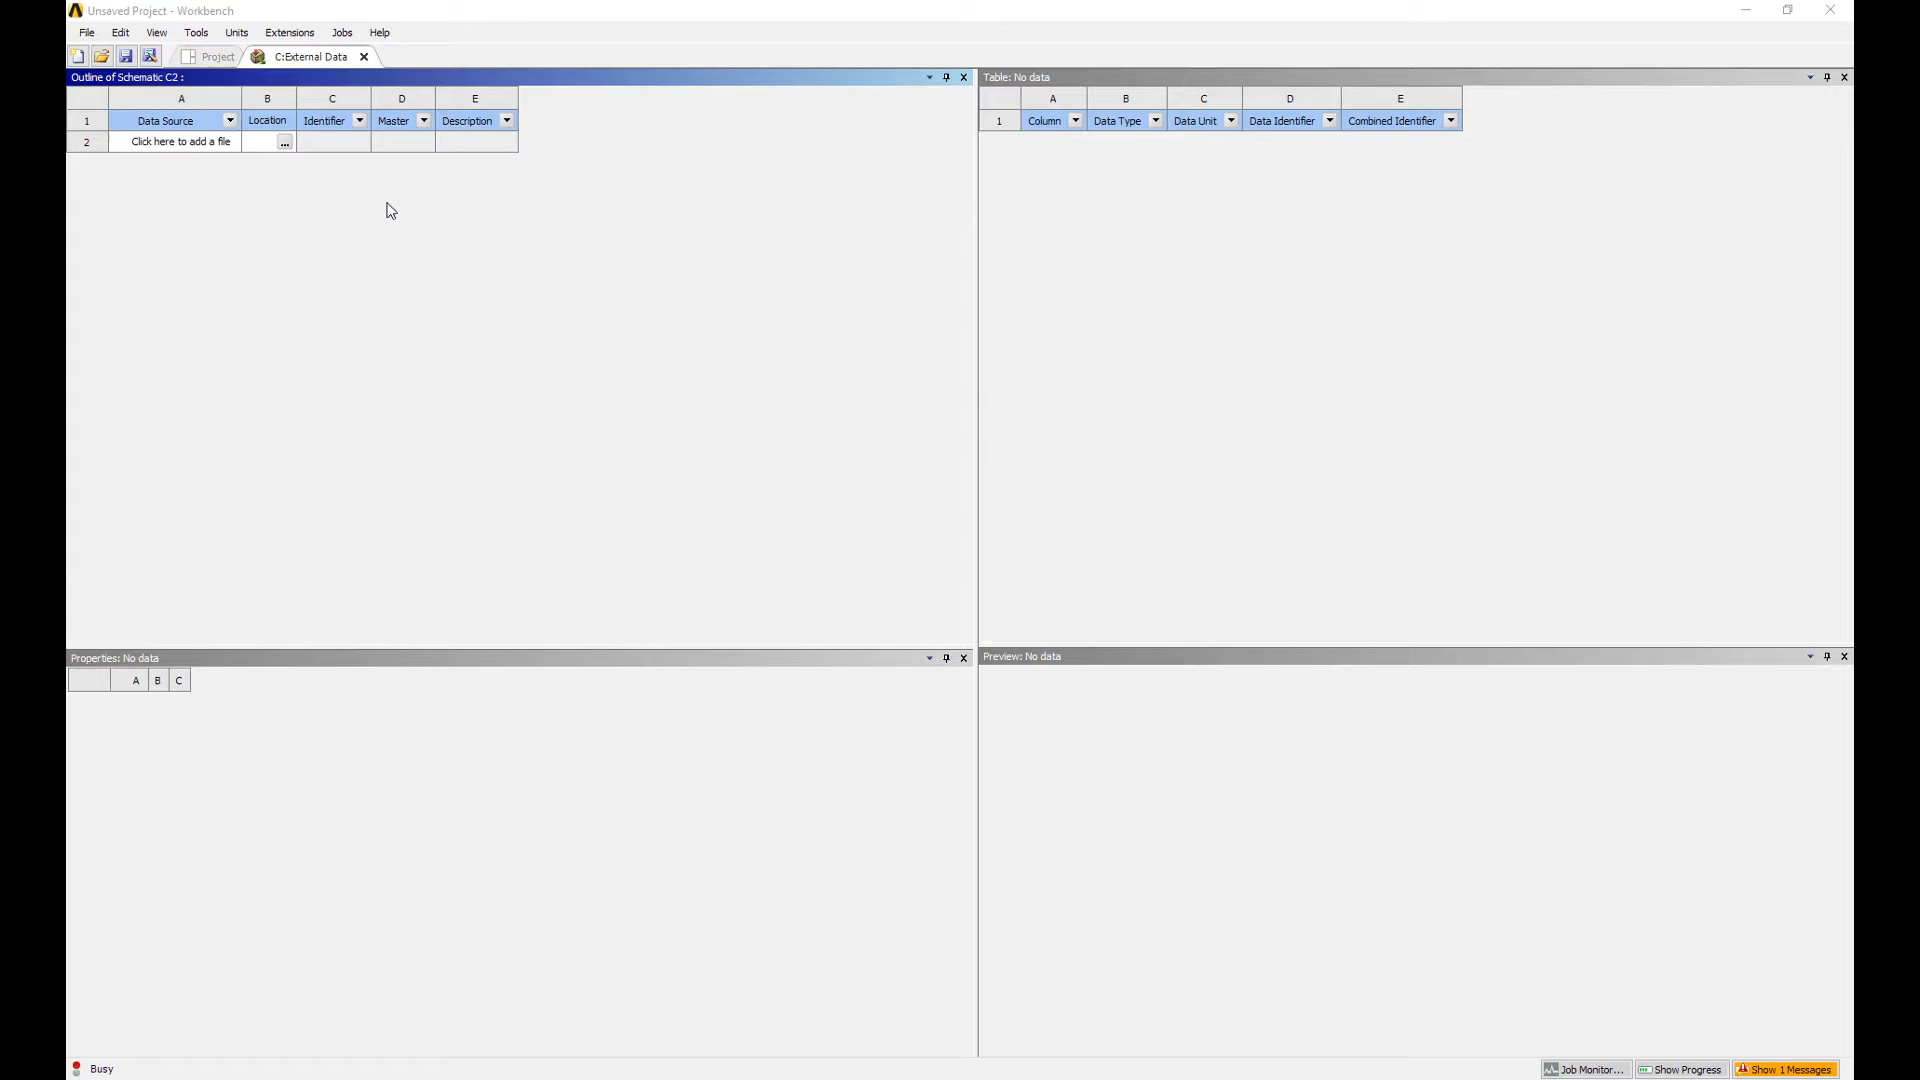 Unsaved Project - Workbench
File Edit View Tools Units Extensions Jobs Help
Project C:External Data
Outline of Schematic C2 :
A B C D E
1 Data Source Location Identifier Master Description
2 Click here to add a file ...
Table: No data
A B C D E
1 Column Data Type Data Unit Data Identifier Combined Identifier
Properties: No data
A B C
Preview: No data
Busy
Job Monitor... Show Progress Show 1 Messages